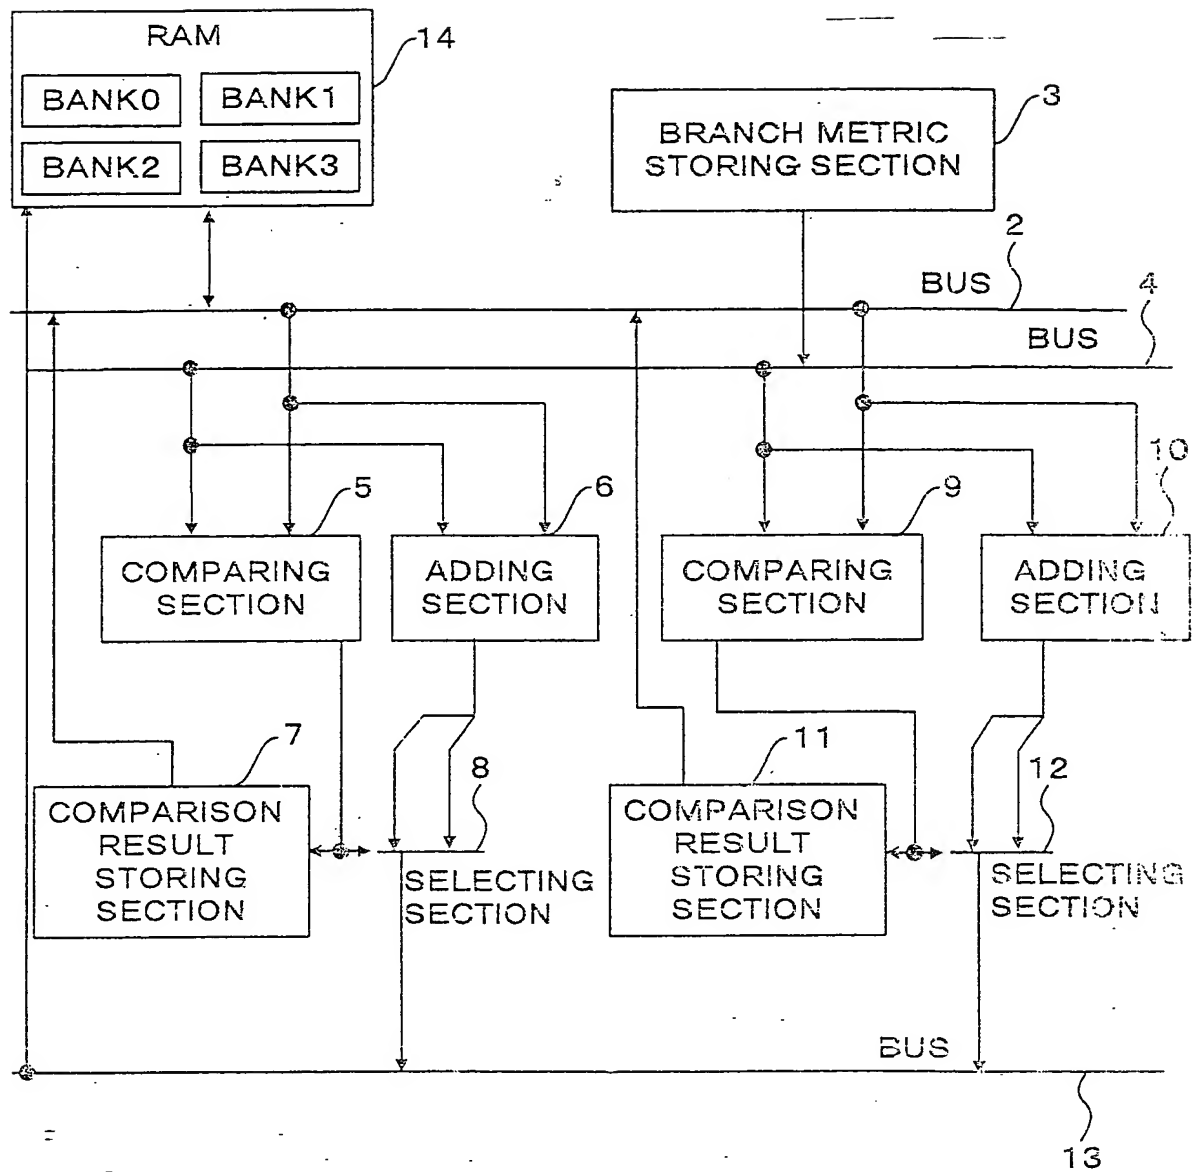 RAM
14
BANK0 BANK1
BANK2 BANK3
3
BRANCH METRIC
STORING SECTION
2
BUS
4
BUS
5
COMPARING
SECTION
6
ADDING
SECTION
9
COMPARING
SECTION
10
ADDING
SECTION
7
COMPARISON
RESULT
STORING
SECTION
8
SELECTING
SECTION
11
COMPARISON
RESULT
STORING
SECTION
12
SELECTING
SECTION
BUS
13